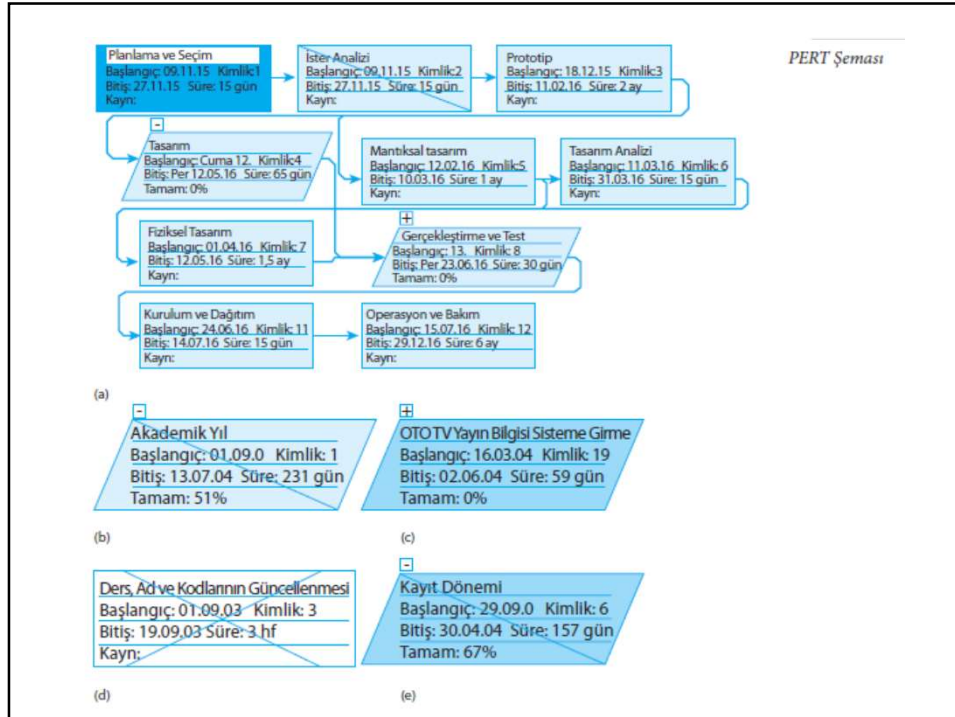 PERT Şeması
Planlama ve Seçim
Başlangıç: 09.11.15 Kimlik:1
Bitiş: 27.11.15 Süre: 15 gün
Kayn:
İster Analizi
Başlangıç: 09.11.15 Kimlik:2
Bitiş: 27.11.15 Süre: 15 gün
Kayn:
Prototip
Başlangıç: 18.12.15 Kimlik:3
Bitiş: 11.02.16 Süre: 2 ay
Kayn:
-
Tasarım
Başlangıç: Cuma 12. Kimlik:4
Bitiş: Per 12.05.16 Süre: 65 gün
Tamam: 0%
Mantıksal tasarım
Başlangıç: 12.02.16 Kimlik:5
Bitiş: 10.03.16 Süre: 1 ay
Kayn:
Tasarım Analizi
Başlangıç: 11.03.16 Kimlik: 6
Bitiş: 31.03.16 Süre: 15 gün
Kayn:
Fiziksel Tasarım
Başlangıç: 01.04.16 Kimlik: 7
Bitiş: 12.05.16 Süre: 1,5 ay
Kayn:
+
Gerçekleştirme ve Test
Başlangıç: 13. Kimlik: 8
Bitiş: Per 23.06.16 Süre: 30 gün
Tamam: 0%
Kurulum ve Dağıtım
Başlangıç: 24.06.16 Kimlik: 11
Bitiş: 14.07.16 Süre: 15 gün
Kayn:
Operasyon ve Bakım
Başlangıç: 15.07.16 Kimlik: 12
Bitiş: 29.12.16 Süre: 6 ay
Kayn:
(a)
-
Akademik Yıl
Başlangıç: 01.09.0 Kimlik: 1
Bitiş: 13.07.04 Süre: 231 gün
Tamam: 51%
(b)
+
OTO TV Yayın Bilgisi Sisteme Girme
Başlangıç: 16.03.04 Kimlik: 19
Bitiş: 02.06.04 Süre: 59 gün
Tamam: 0%
(c)
Ders, Ad ve Kodlarının Güncellenmesi
Başlangıç: 01.09.03 Kimlik: 3
Bitiş: 19.09.03 Süre: 3 hf
Kayn:
(d)
-
Kayıt Dönemi
Başlangıç: 29.09.0 Kimlik: 6
Bitiş: 30.04.04 Süre: 157 gün
Tamam: 67%
(e)